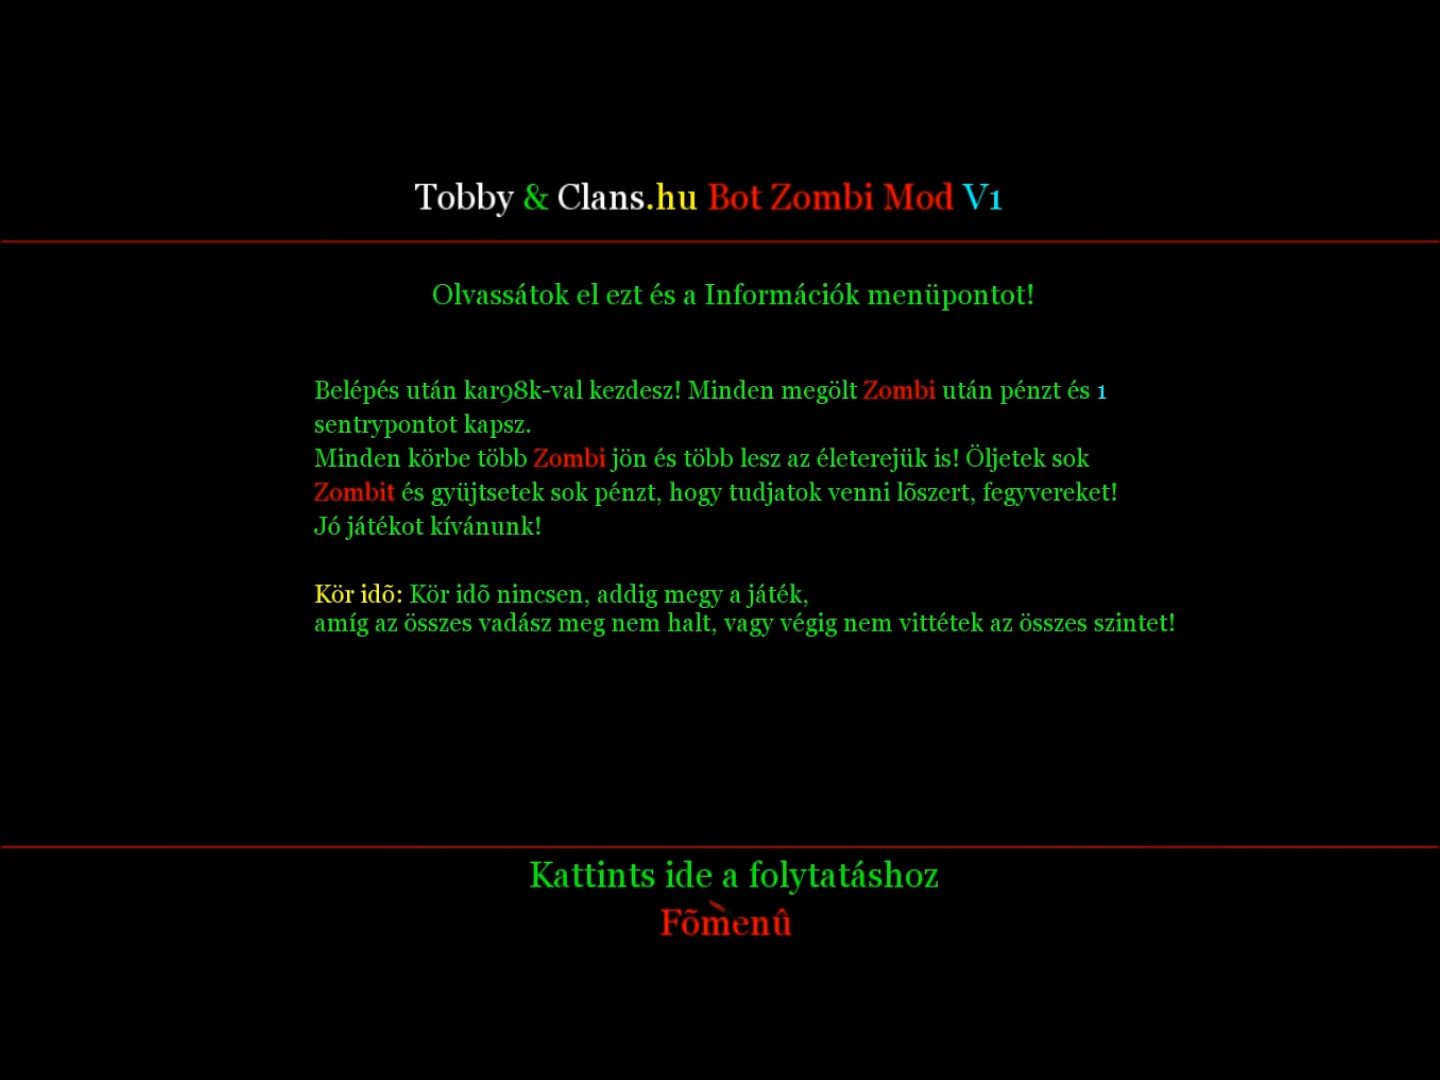 Tobby & Clans.hu Bot Zombi Mod V1
Olvassátok el ezt és a Információk menüpontot!
Belépés után kar98k-val kezdesz! Minden megölt Zombi után pénzt és 1
sentrypontot kapsz.
Minden körbe több Zombi jön és több lesz az életerejük is! Öljetek sok
Zombit és gyüjtsetek sok pénzt, hogy tudjatok venni lõszert, fegyvereket!
Jó játékot kívánunk!
Kör idõ: Kör idõ nincsen, addig megy a játék,
amíg az összes vadász meg nem halt, vagy végig nem vittétek az összes szintet!
Kattints ide a folytatáshoz
Fõmenû